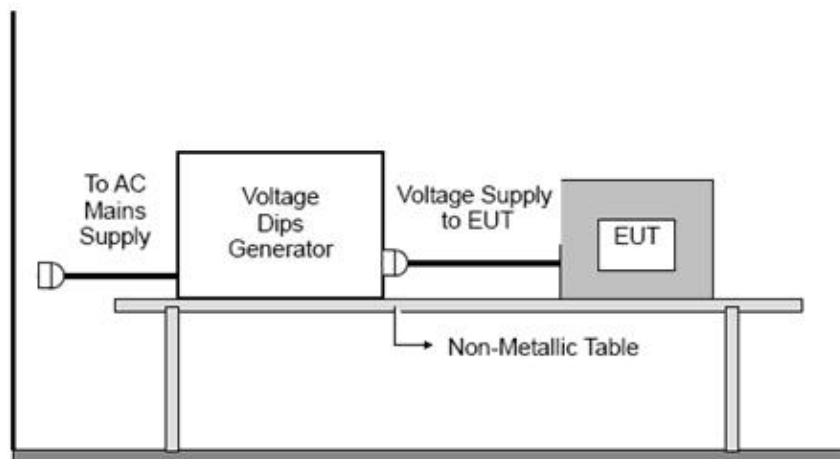 To AC
Mains
Supply
Voltage
Dips
Generator
Voltage Supply
to EUT
EUT
Non-Metallic Table